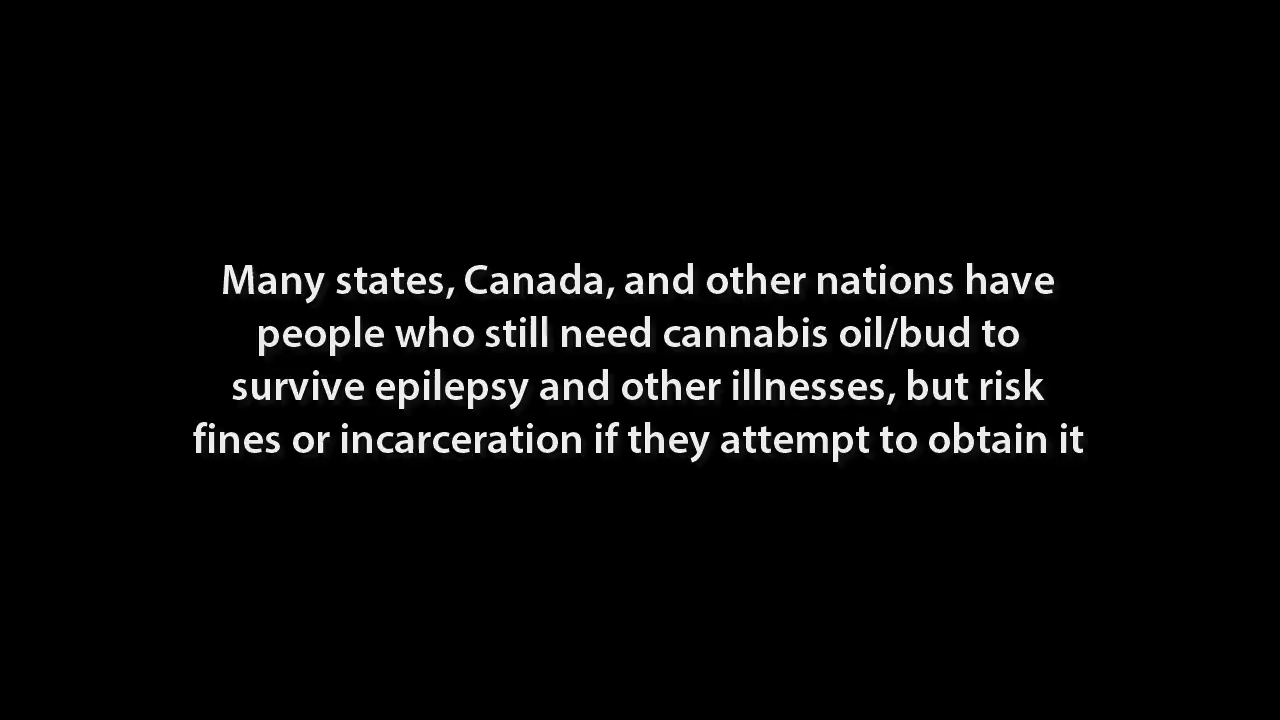 Many states, Canada, and other nations have
people who still need cannabis oil/bud to
survive epilepsy and other illnesses, but risk
fines or incarceration if they attempt to obtain it